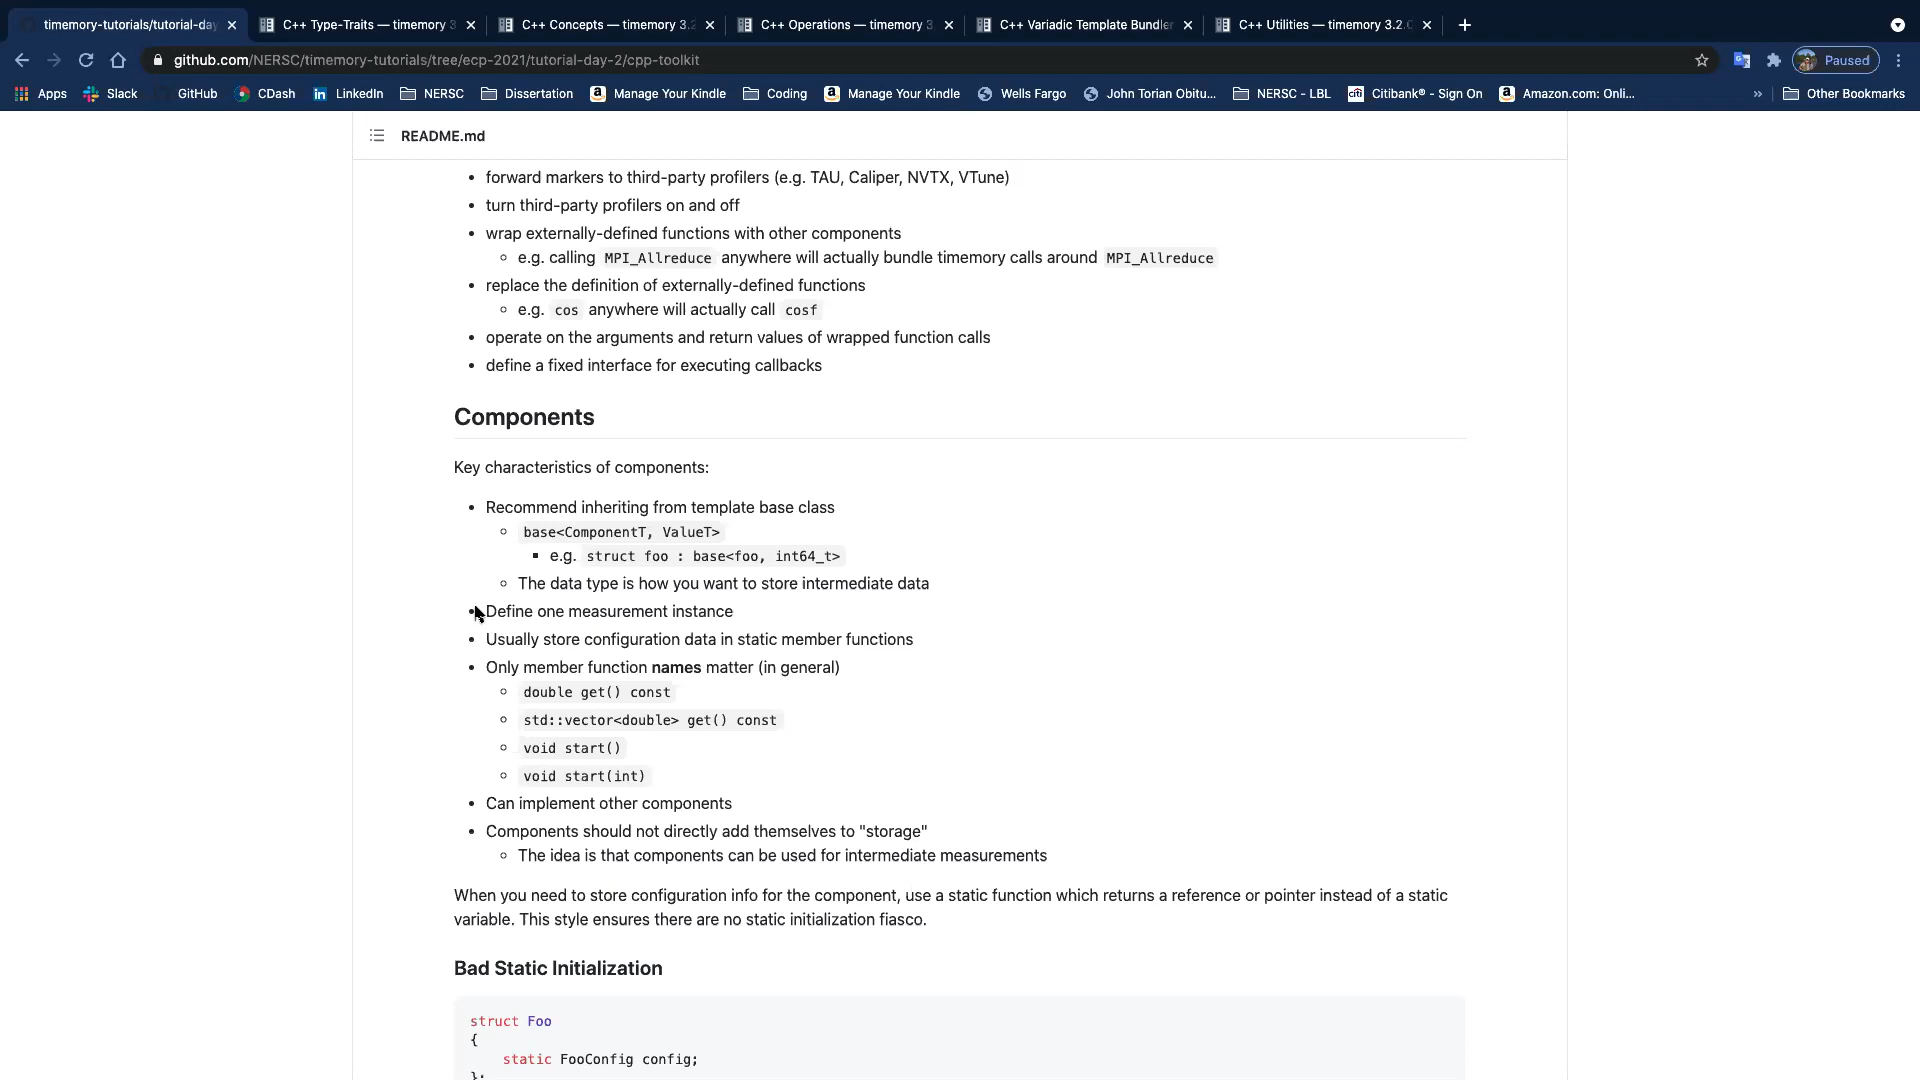 timemory-tutorials/tutorial-day
C++ Type-Traits — timemory 3
C++ Concepts — timemory 3.2
C++ Operations — timemory 3
C++ Variadic Template Bundler
C++ Utilities — timemory 3.2.0
github.com/NERSC/timemory-tutorials/tree/ecp-2021/tutorial-day-2/cpp-toolkit
Paused
Apps Slack GitHub CDash LinkedIn NERSC Dissertation Manage Your Kindle Coding Manage Your Kindle Wells Fargo John Torian Obitu... NERSC - LBL Citibank® - Sign On Amazon.com: Onli... » Other Bookmarks
README.md
• forward markers to third-party profilers (e.g. TAU, Caliper, NVTX, VTune)
• turn third-party profilers on and off
• wrap externally-defined functions with other components
◦ e.g. calling MPI_Allreduce anywhere will actually bundle timemory calls around MPI_Allreduce
• replace the definition of externally-defined functions
◦ e.g. cos anywhere will actually call cosf
• operate on the arguments and return values of wrapped function calls
• define a fixed interface for executing callbacks
Components
Key characteristics of components:
• Recommend inheriting from template base class
◦ base<ComponentT, ValueT>
▪ e.g. struct foo : base<foo, int64_t>
◦ The data type is how you want to store intermediate data
• Define one measurement instance
• Usually store configuration data in static member functions
• Only member function names matter (in general)
◦ double get() const
◦ std::vector<double> get() const
◦ void start()
◦ void start(int)
• Can implement other components
• Components should not directly add themselves to "storage"
◦ The idea is that components can be used for intermediate measurements
When you need to store configuration info for the component, use a static function which returns a reference or pointer instead of a static
variable. This style ensures there are no static initialization fiasco.
Bad Static Initialization
struct Foo
{
static FooConfig config;
};